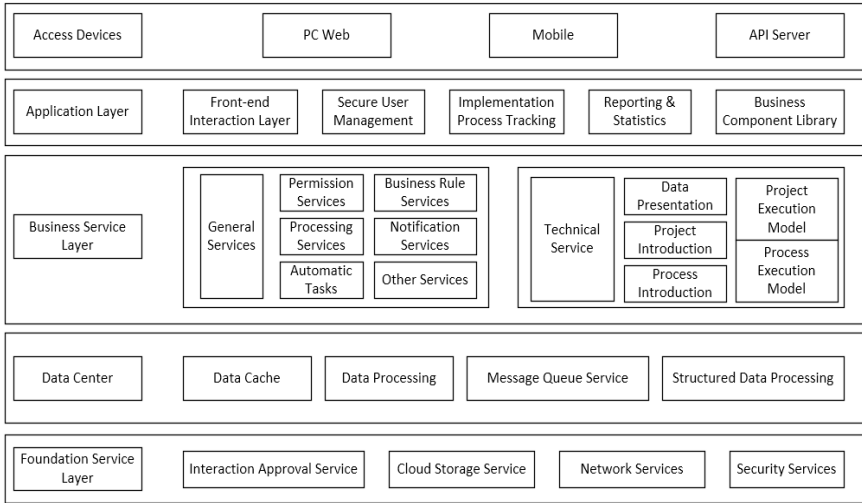 Access Devices
PC Web
Mobile
API Server
Application Layer
Front-end
Interaction Layer
Secure User
Management
Implementation
Process Tracking
Reporting &
Statistics
Business
Component Library
Business Service
Layer
General
Services
Permission
Services
Business Rule
Services
Processing
Services
Notification
Services
Automatic
Tasks
Other Services
Technical
Service
Data
Presentation
Project
Introduction
Process
Introduction
Project
Execution
Model
Process
Execution
Model
Data Center
Data Cache
Data Processing
Message Queue Service
Structured Data Processing
Foundation Service
Layer
Interaction Approval Service
Cloud Storage Service
Network Services
Security Services